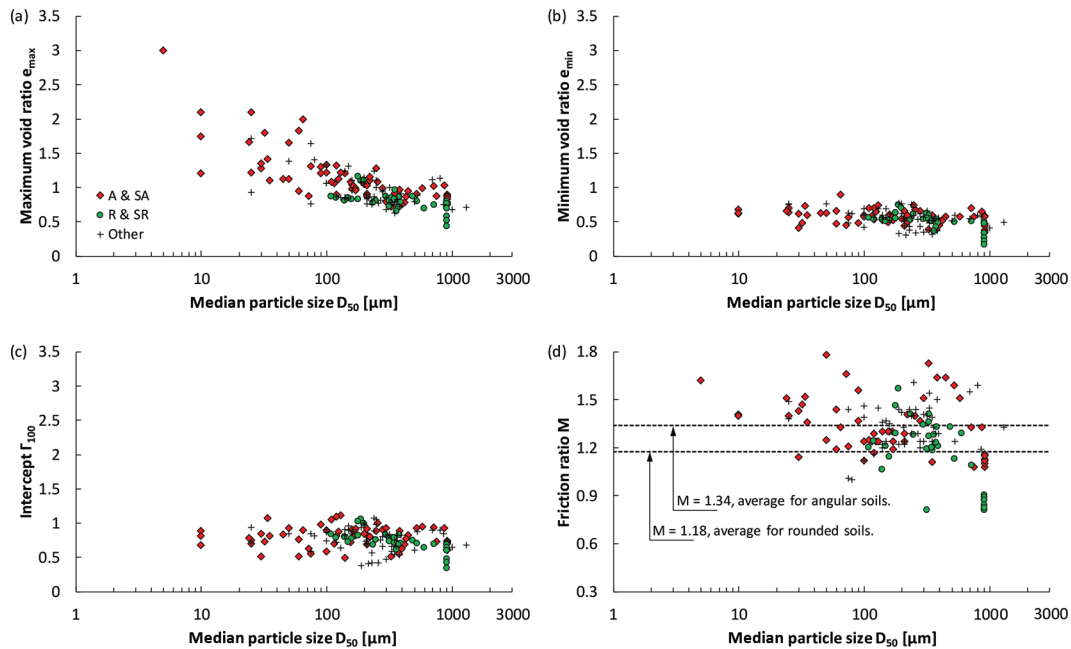 (a)
3.5
3
2.5
2
1.5
1
0.5
0
Maximum void ratio emax
A & SA
R & SR
Other
1 10 100 1000 3000
Median particle size D50 [µm]
(b)
3.5
3
2.5
2
1.5
1
0.5
0
Minimum void ratio emin
1 10 100 1000 3000
Median particle size D50 [µm]
(c)
3.5
3
2.5
2
1.5
1
0.5
0
Intercept Γ100
1 10 100 1000 3000
Median particle size D50 [µm]
(d)
1.8
1.5
1.2
0.9
0.6
0.3
Friction ratio M
M = 1.34, average for angular soils.
M = 1.18, average for rounded soils.
1 10 100 1000 3000
Median particle size D50 [µm]